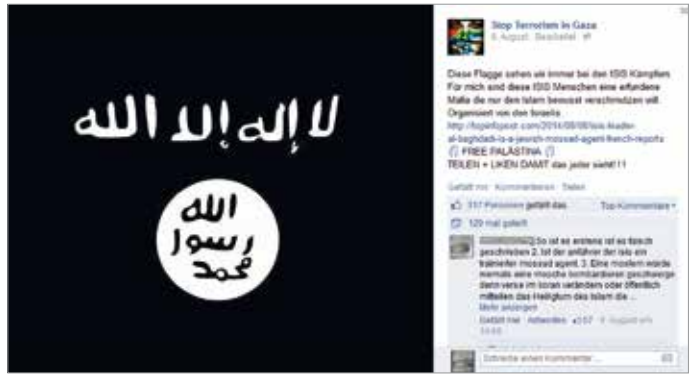 لا إله إلا الله
الله
رسول
محمد
Stop Terrorism in Gaza
August · Bearbeitet ·
Diese Flagge sehen wir immer bei den ISIS Kämpfern
Für mich sind diese ISIS Menschen eine erfundene
Mafia die nur den Islam bewusst verschmutzen will.
Organisiert von den Israelis
http://topinfopost.com/2014/08/06/isis-leader-
al-baghdadi-is-a-jewish-mossad-agent-french-reports
FREE PALÄSTINA
TEILEN + LIKEN DAMIT das jeder sieht!!!
Gefällt mir · Kommentieren · Teilen
317 Personen gefällt das. Top-Kommentare
129 mal geteilt
So ist es erstens ist es falsch
geschrieben 2. Ist der anführer der isis ein
trainierter mossad agent. 3. Eine moslem würde
niemals eine mosche bombardieren geschweige
denn verse im koran verändern oder öffentlich
mitteilen das Heiligtum des Islam die ...
Mehr anzeigen
Gefällt mir · Antworten · 57 · August um
Schreibe einen Kommentar ...